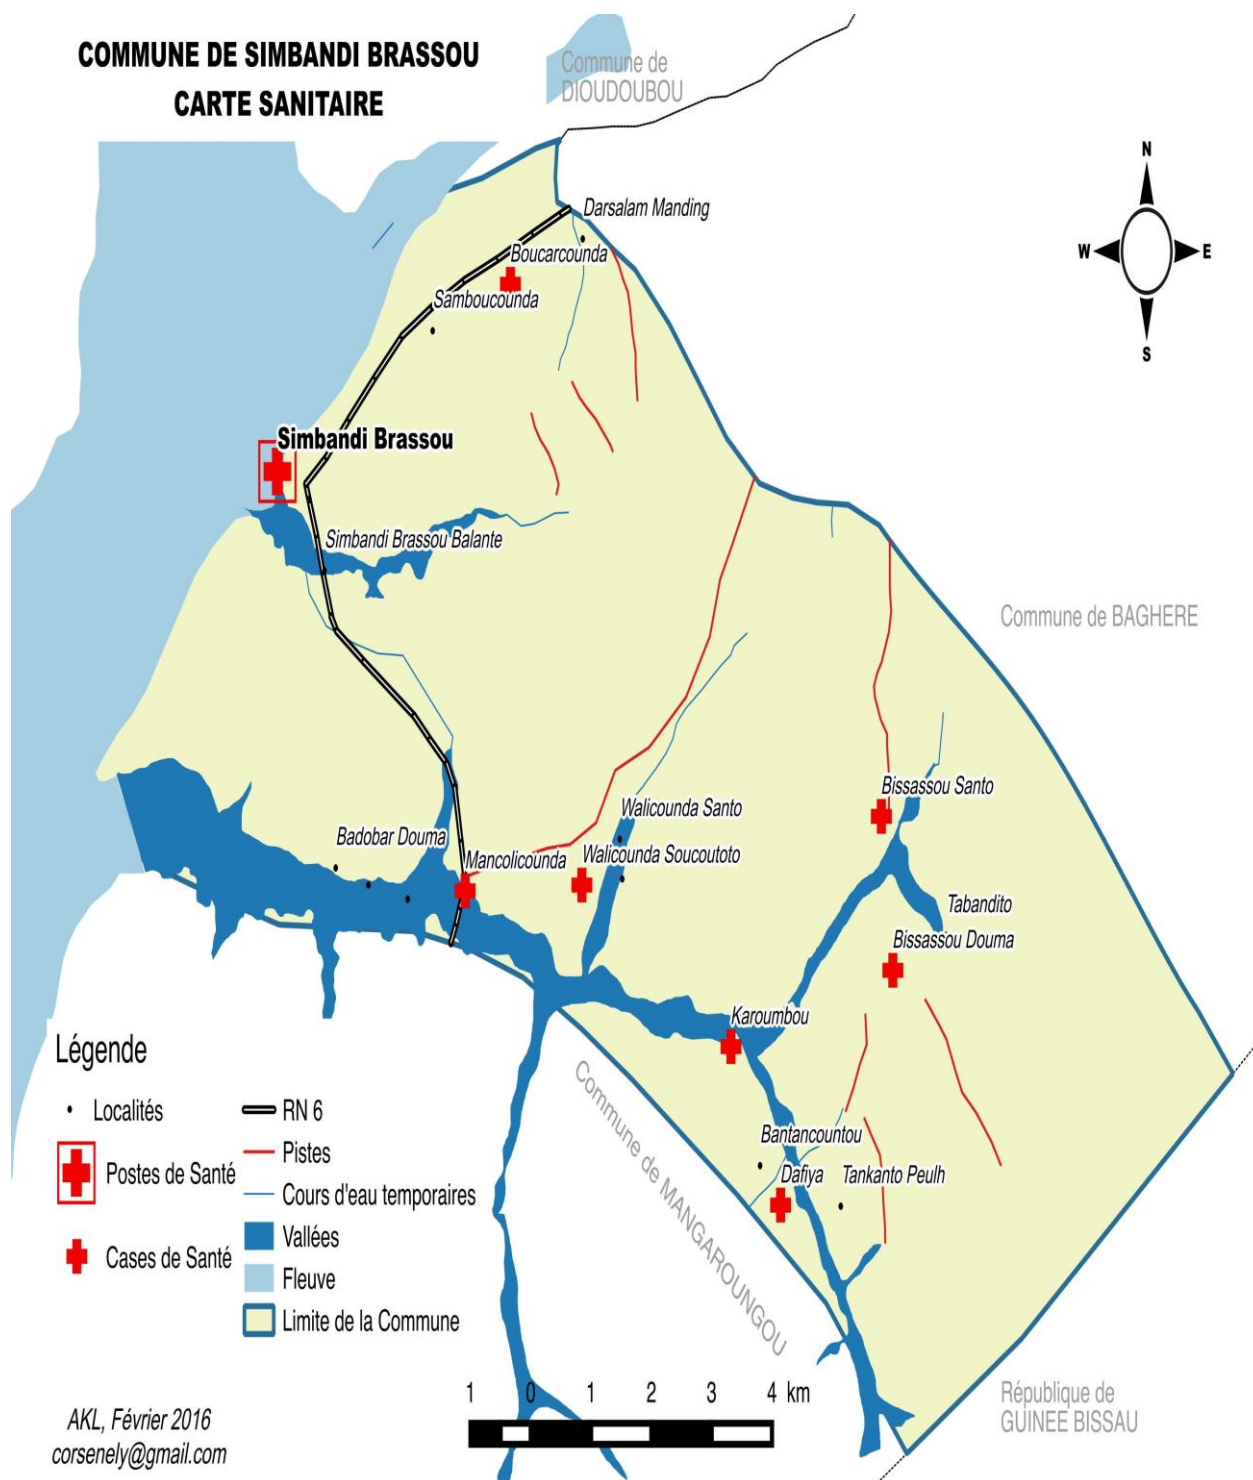 COMMUNE DE SIMBANDI BRASSOU
CARTE SANITAIRE
Commune de
DIOUDOUBOU
N
W
E
S
Darsalam Manding
Boucarcounda
Samboucounda
Simbandi Brassou
Simbandi Brassou Balante
Commune de BAGHERE
Bissassou Santo
Walicounda Santo
Badobar Douma
Mancolicounda
Walicounda Soucoutoto
Tabandito
Bissassou Douma
Karoumbou
Commune de MANGAROUNGOU
Bantancountou
Dafiya
Tankanto Peulh
Légende
Localités
Postes de Santé
Cases de Santé
RN 6
Pistes
Cours d'eau temporaires
Vallées
Fleuve
Limite de la Commune
1 0 1 2 3 4 km
République de
GUINEE BISSAU
AKL, Février 2016
corsenely@gmail.com